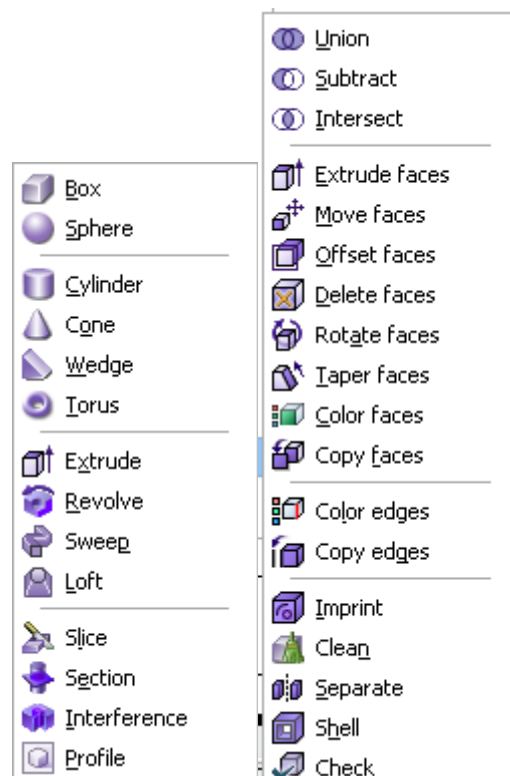 Box
Sphere
Cylinder
Cone
Wedge
Torus
Extrude
Revolve
Sweep
Loft
Slice
Section
Interference
Profile
Union
Subtract
Intersect
Extrude faces
Move faces
Offset faces
Delete faces
Rotate faces
Taper faces
Color faces
Copy faces
Color edges
Copy edges
Imprint
Clean
Separate
Shell
Check